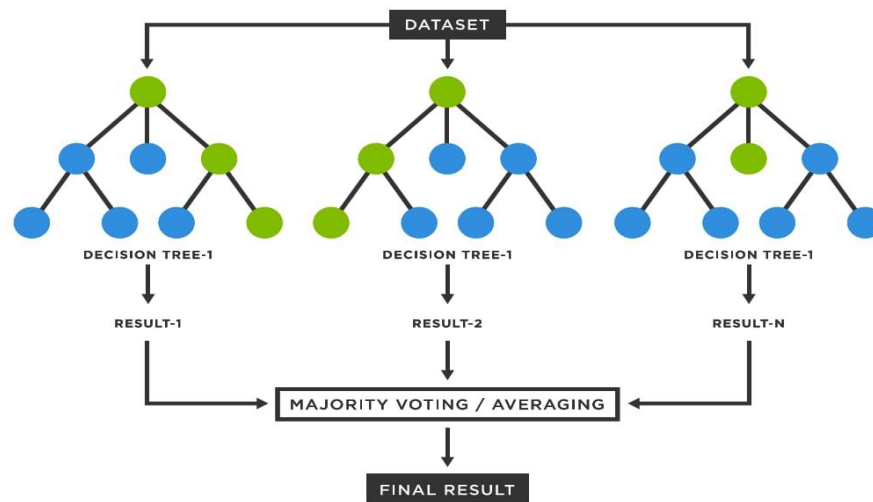 DATASET
DECISION TREE-1
DECISION TREE-1
DECISION TREE-1
RESULT-1
RESULT-2
RESULT-N
MAJORITY VOTING / AVERAGING
FINAL RESULT